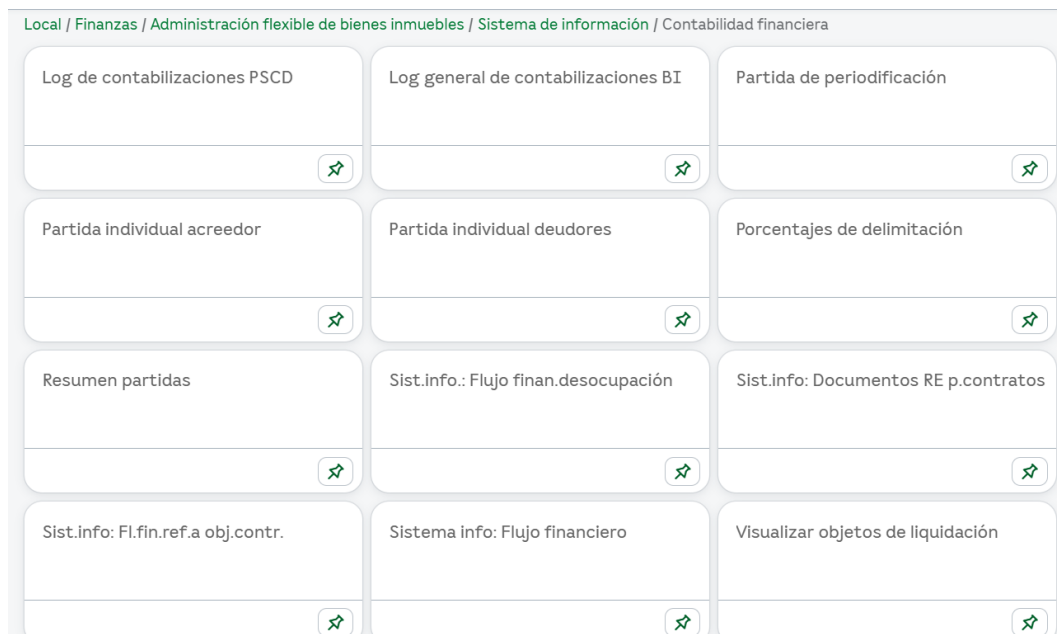 Local / Finanzas / Administración flexible de bienes inmuebles / Sistema de información / Contabilidad financiera
Log de contabilizaciones PSCD
Log general de contabilizaciones BI
Partida de periodificación
Partida individual acreedor
Partida individual deudores
Porcentajes de delimitación
Resumen partidas
Sist.info.: Flujo finan.desocupación
Sist.info: Documentos RE p.contratos
Sist.info: Fl.fin.ref.a obj.contr.
Sistema info: Flujo financiero
Visualizar objetos de liquidación